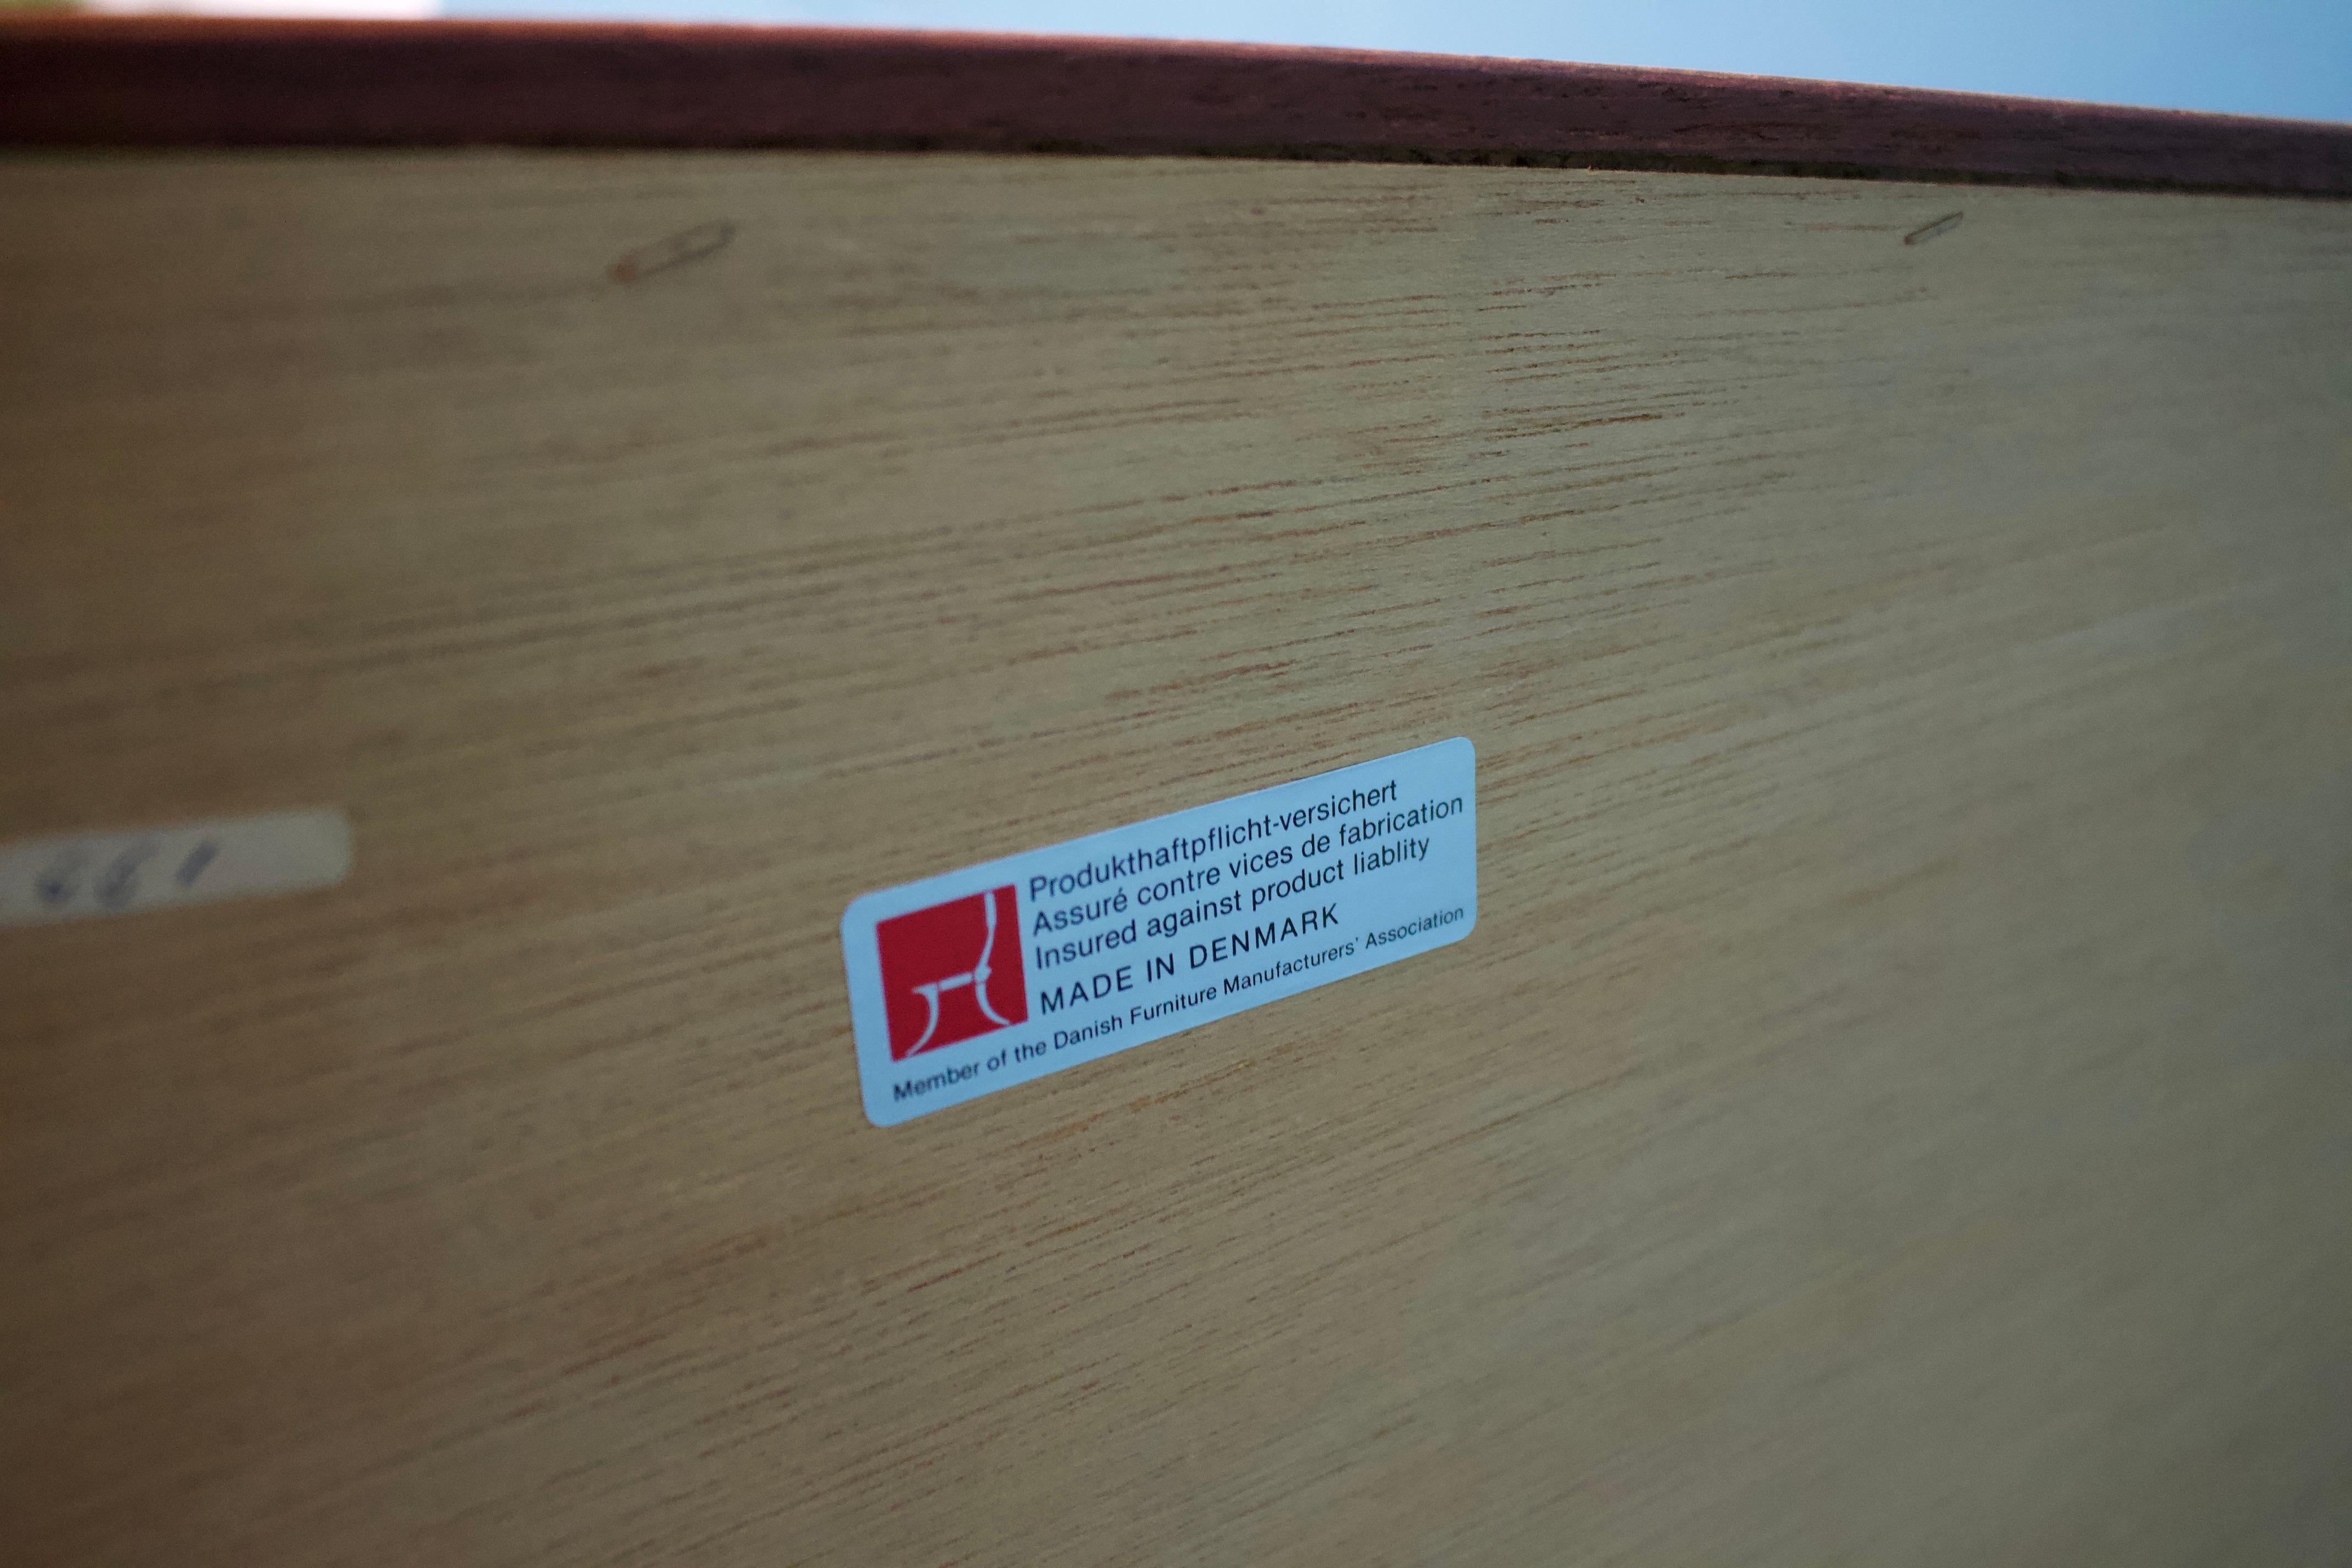 Produkthaftpflicht-versichert
Assuré contre vices de fabrication
Insured against product liablity
MADE IN DENMARK
Member of the Danish Furniture Manufacturers' Association